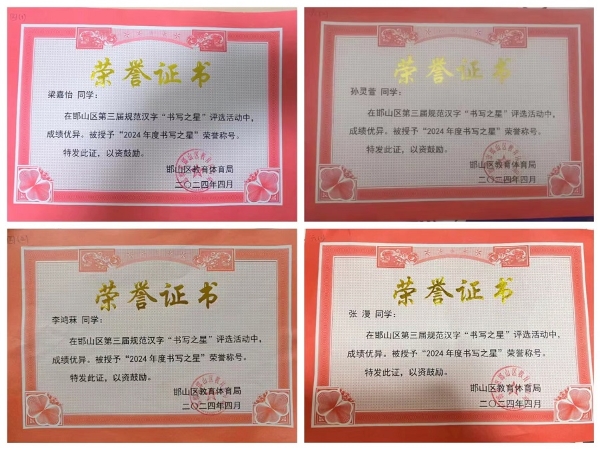 荣誉证书
梁嘉怡 同学：
在邯山区第三届规范汉字“书写之星”评选活动中，
成绩优异。被授予“2024年度书写之星”荣誉称号。
特发此证，以资鼓励。
邯山区教育体育局
二〇二四年四月
荣誉证书
孙灵萱 同学：
在邯山区第三届规范汉字“书写之星”评选活动中，
成绩优异。被授予“2024年度书写之星”荣誉称号。
特发此证，以资鼓励。
邯山区教育体育局
二〇二四年四月
荣誉证书
李鸿菻 同学：
在邯山区第三届规范汉字“书写之星”评选活动中，
成绩优异。被授予“2024年度书写之星”荣誉称号。
特发此证，以资鼓励。
邯山区教育体育局
二〇二四年四月
荣誉证书
张 漫 同学：
在邯山区第三届规范汉字“书写之星”评选活动中，
成绩优异。被授予“2024年度书写之星”荣誉称号。
特发此证，以资鼓励。
邯山区教育体育局
二〇二四年四月